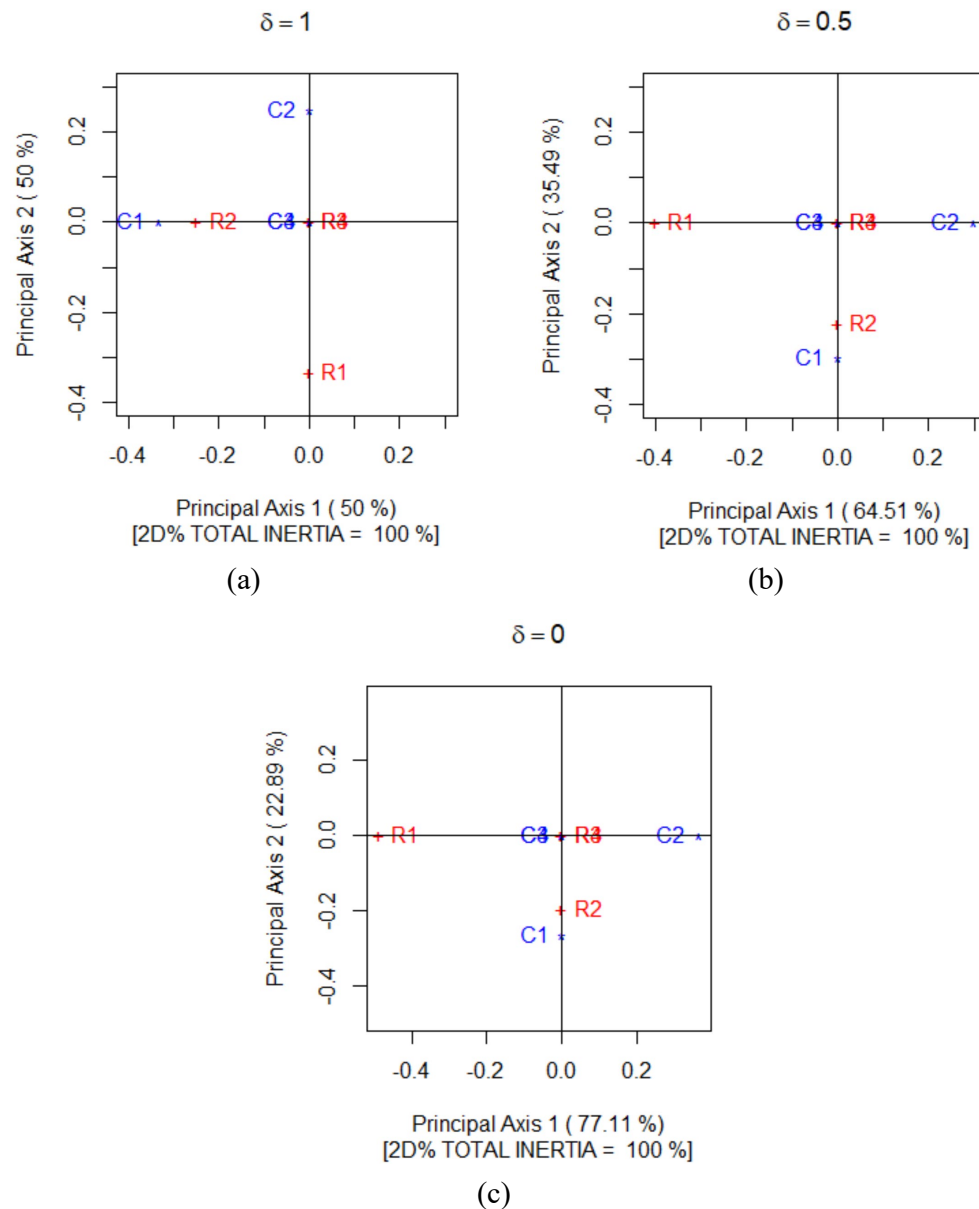 δ = 1
Principal Axis 2 ( 50 %)
0.2
0.0
-0.2
-0.4
C2
C1
R2
R1
-0.4 -0.2 0.0 0.2
Principal Axis 1 ( 50 %)
[2D% TOTAL INERTIA = 100 %]
(a)
δ = 0.5
Principal Axis 2 ( 35.49 %)
0.2
0.0
-0.2
-0.4
R1
C2
R2
C1
-0.4 -0.2 0.0 0.2
Principal Axis 1 ( 64.51 %)
[2D% TOTAL INERTIA = 100 %]
(b)
δ = 0
Principal Axis 2 ( 22.89 %)
0.2
0.0
-0.2
-0.4
R1
C2
R2
C1
-0.4 -0.2 0.0 0.2
Principal Axis 1 ( 77.11 %)
[2D% TOTAL INERTIA = 100 %]
(c)